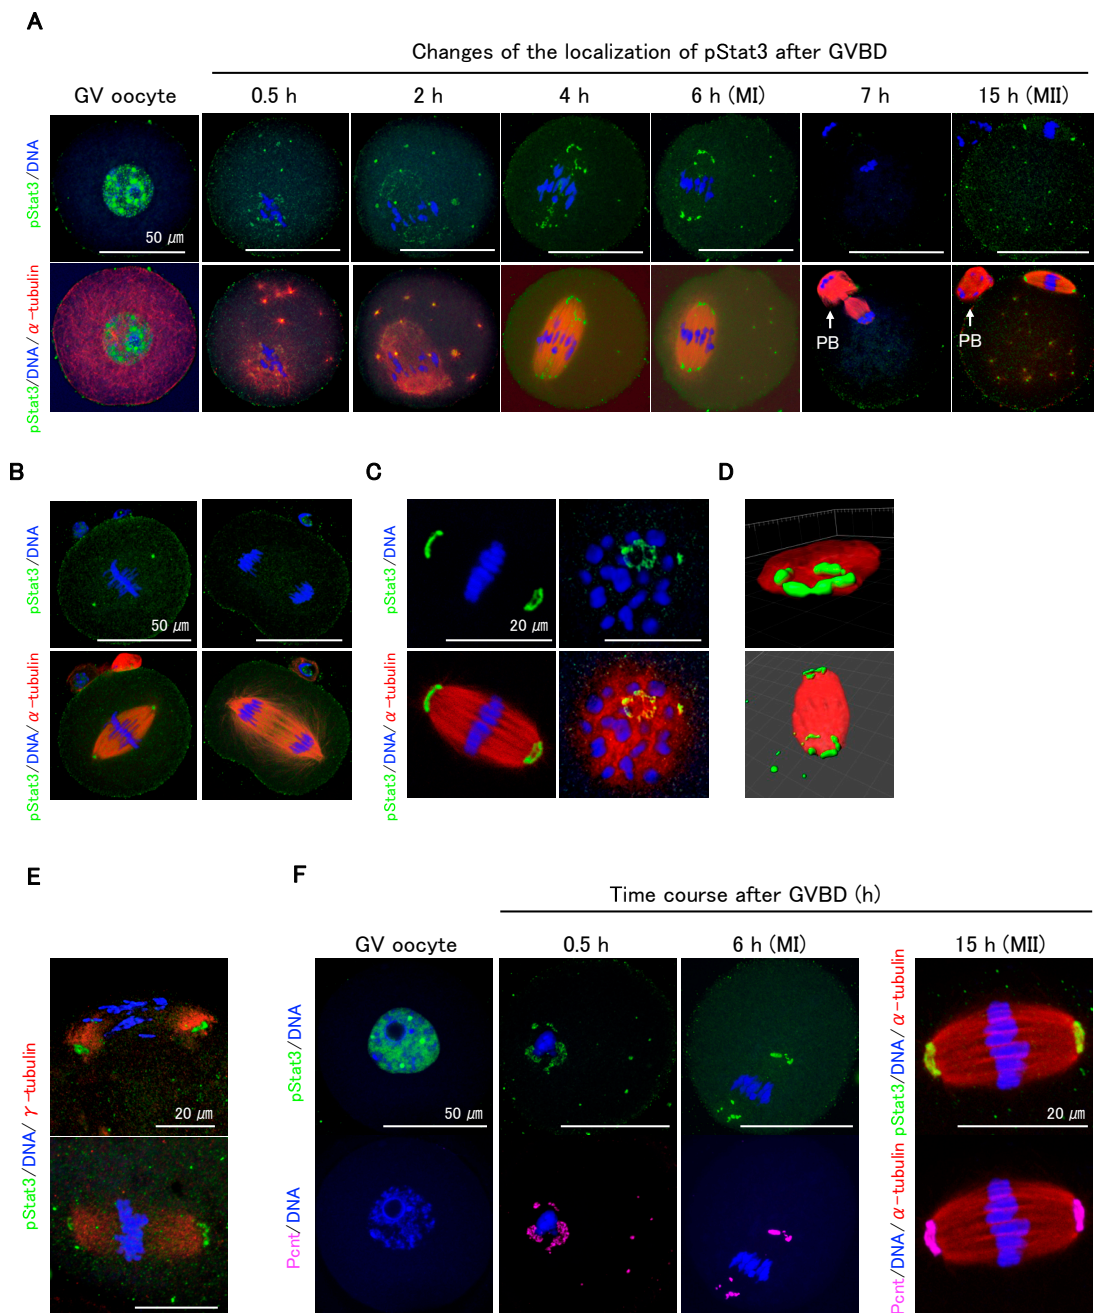 A
Changes of the localization of pStat3 after GVBD
GV oocyte 0.5 h 2 h 4 h 6 h (MI) 7 h 15 h (MII)
pStat3/DNA
50 μm
pStat3/DNA/α-tubulin
PB PB
B C D
pStat3/DNA
50 μm
pStat3/DNA/α-tubulin
pStat3/DNA
20 μm
pStat3/DNA/α-tubulin
E F
Time course after GVBD (h)
GV oocyte 0.5 h 6 h (MI) 15 h (MII)
pStat3/DNA/γ-tubulin
20 μm
pStat3/DNA
50 μm
Pcnt/DNA
pStat3/DNA/α-tubulin
20 μm
Pcnt/DNA/α-tubulin